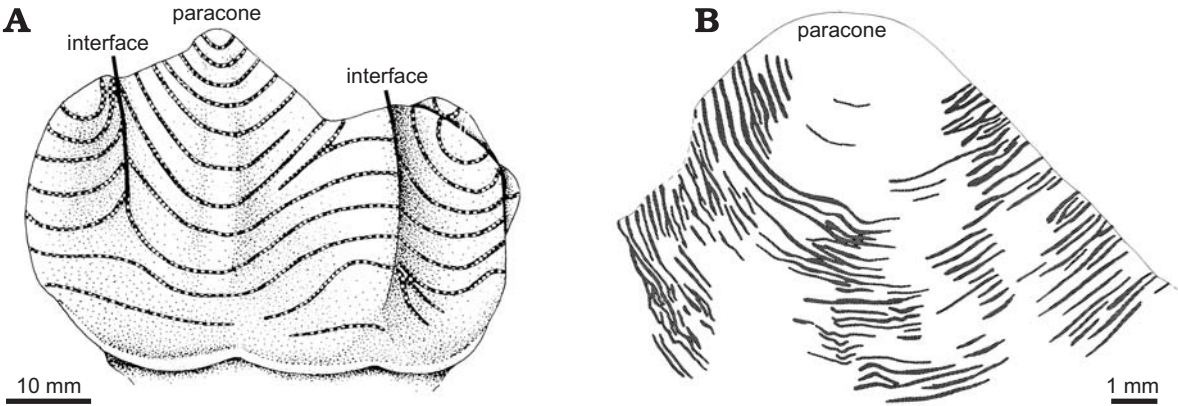 A
paracone
interface
interface
10 mm
B
paracone
1 mm